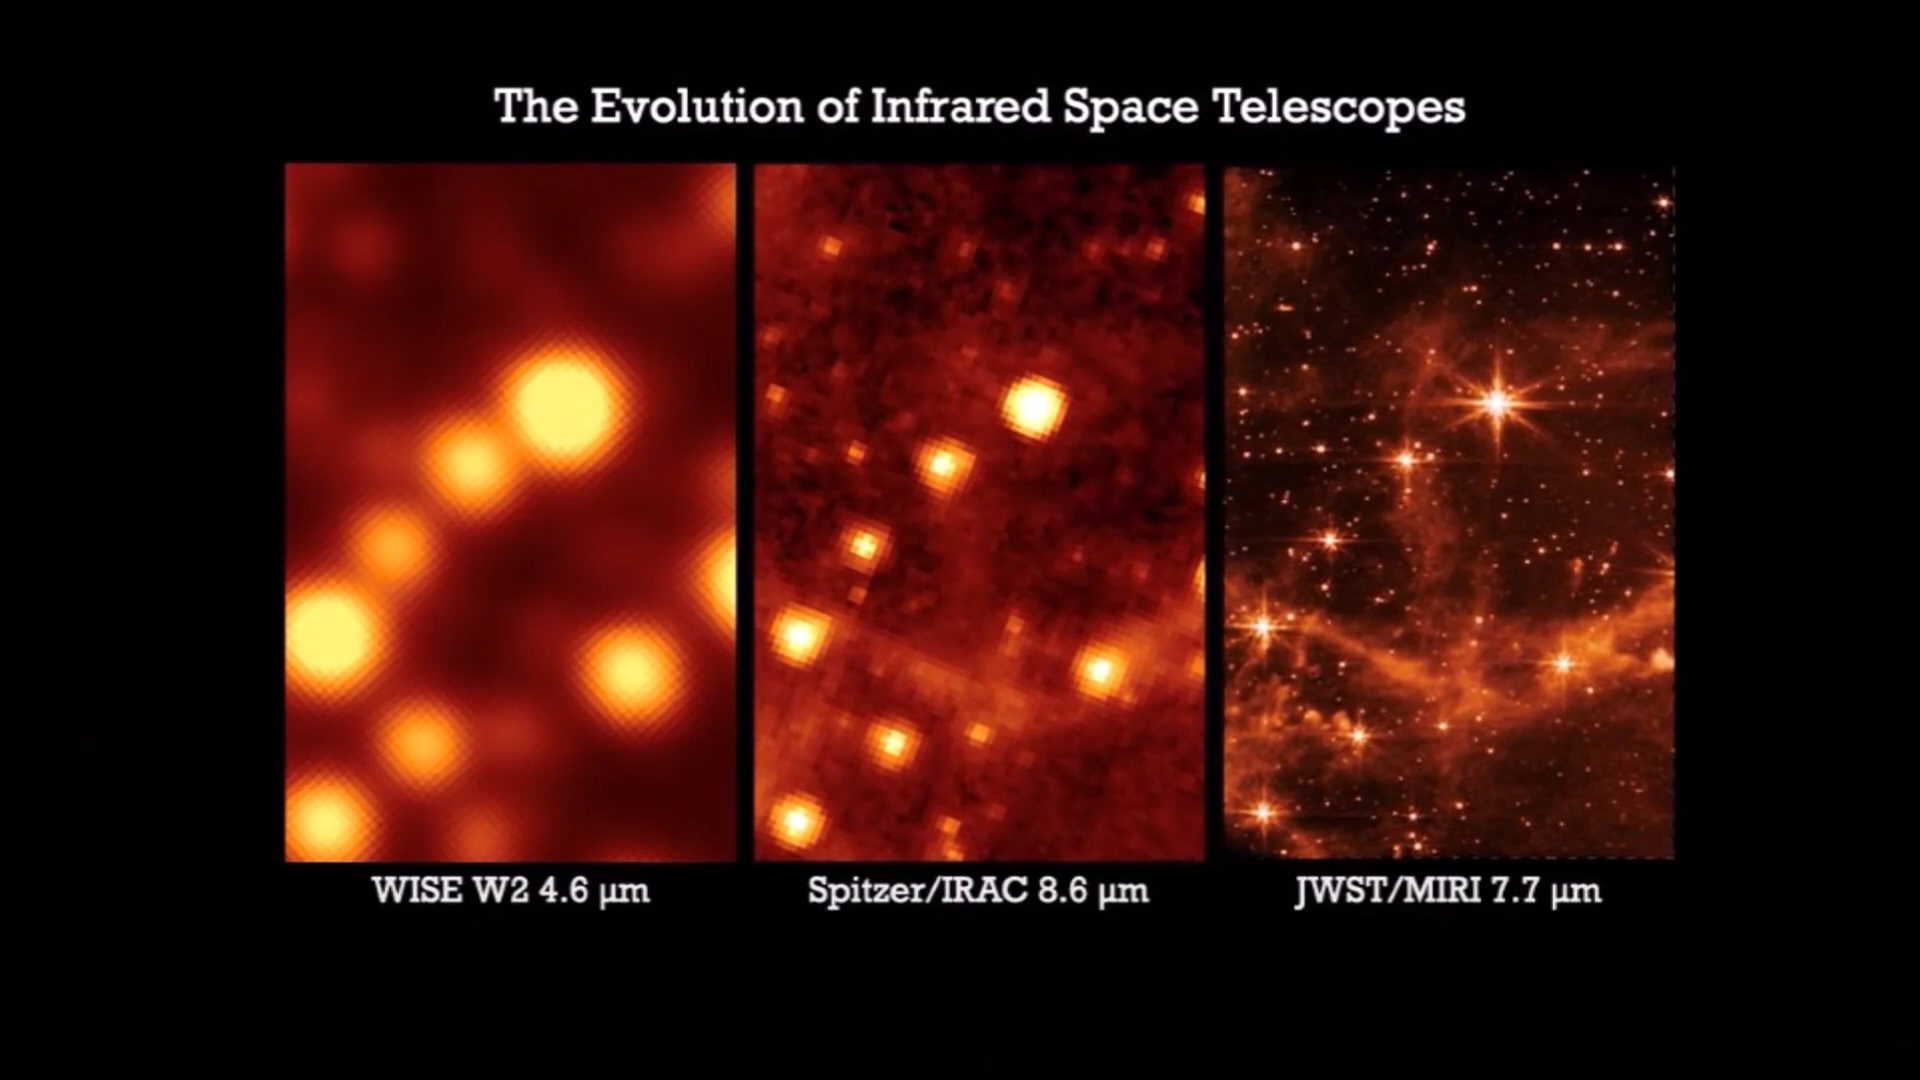 The Evolution of Infrared Space Telescopes
WISE W2 4.6 µm
Spitzer/IRAC 8.6 µm
JWST/MIRI 7.7 µm